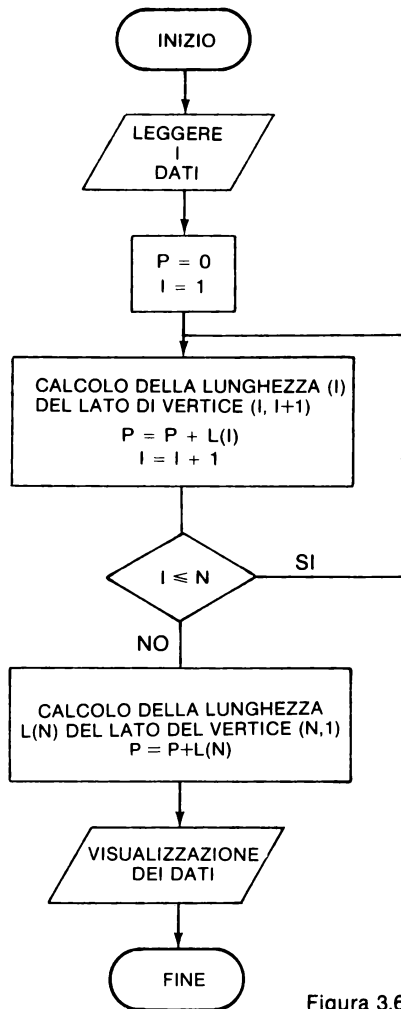 INIZIO
LEGGERE
I
DATI
P = 0
I = 1
CALCOLO DELLA LUNGHEZZA (I)
DEL LATO DI VERTICE (I, I+1)
P = P + L(I)
I = I + 1
I ≤ N
SI
NO
CALCOLO DELLA LUNGHEZZA
L(N) DEL LATO DEL VERTICE (N,1)
P = P+L(N)
VISUALIZZAZIONE
DEI DATI
FINE
Figura 3.6